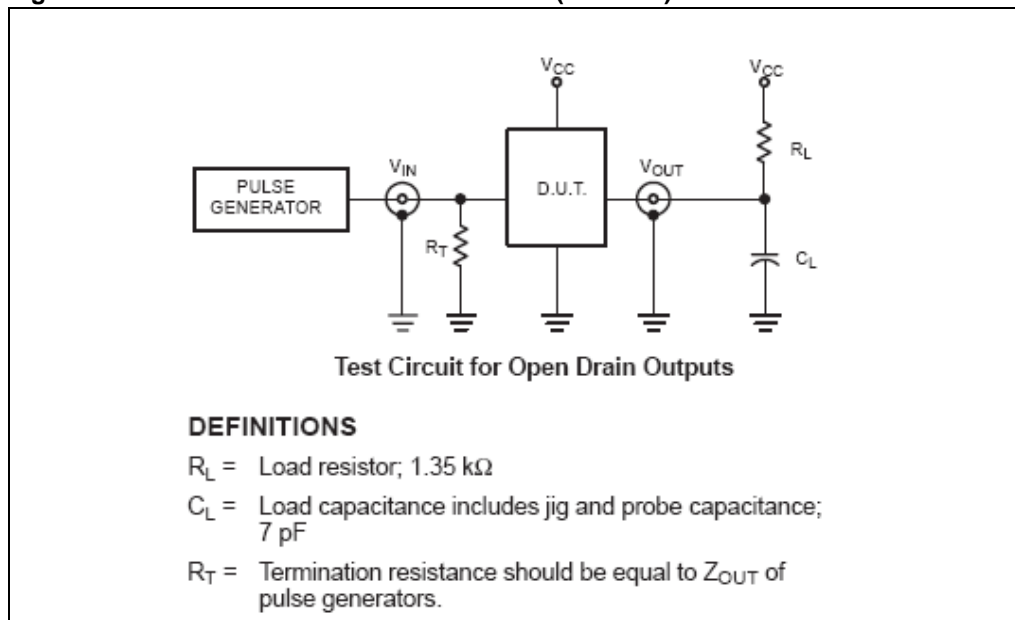 VCC
VCC
RL
VIN
VOUT
PULSE
GENERATOR
D.U.T.
RT
CL
Test Circuit for Open Drain Outputs
DEFINITIONS
RL = Load resistor; 1.35 kΩ
CL = Load capacitance includes jig and probe capacitance;
7 pF
RT = Termination resistance should be equal to ZOUT of
pulse generators.